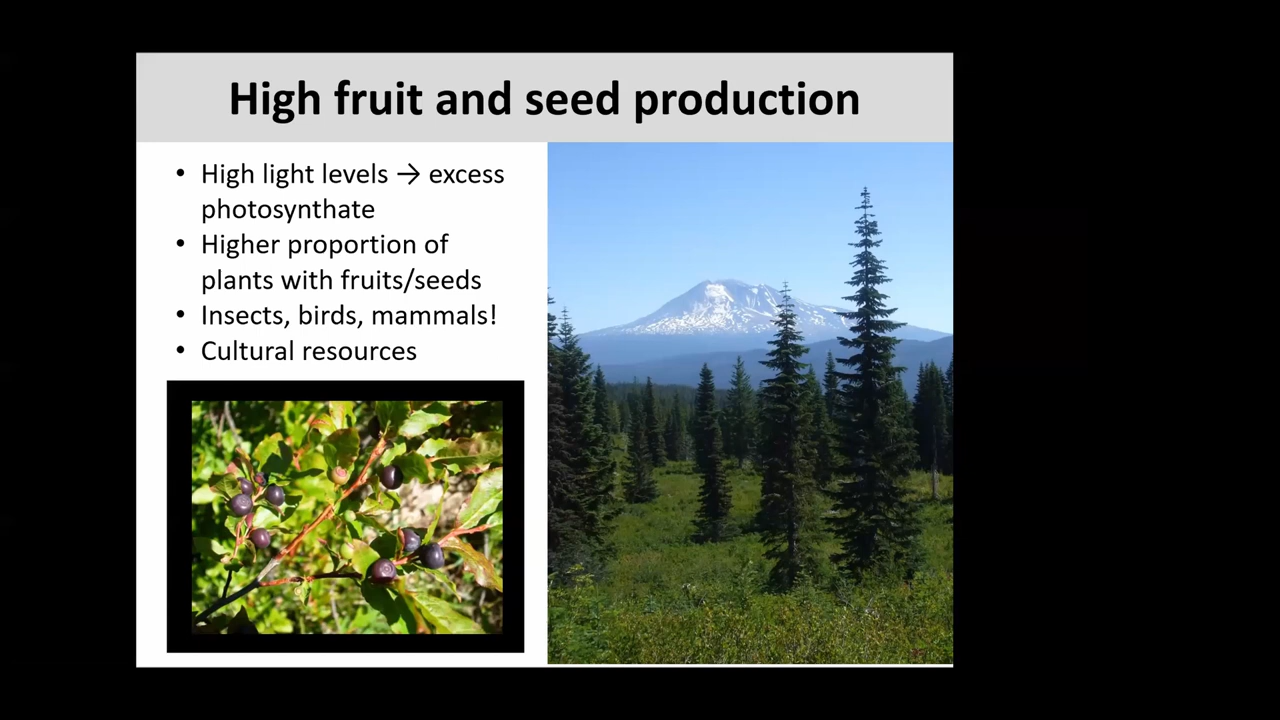 High fruit and seed production
• High light levels → excess
photosynthate
• Higher proportion of
plants with fruits/seeds
• Insects, birds, mammals!
• Cultural resources